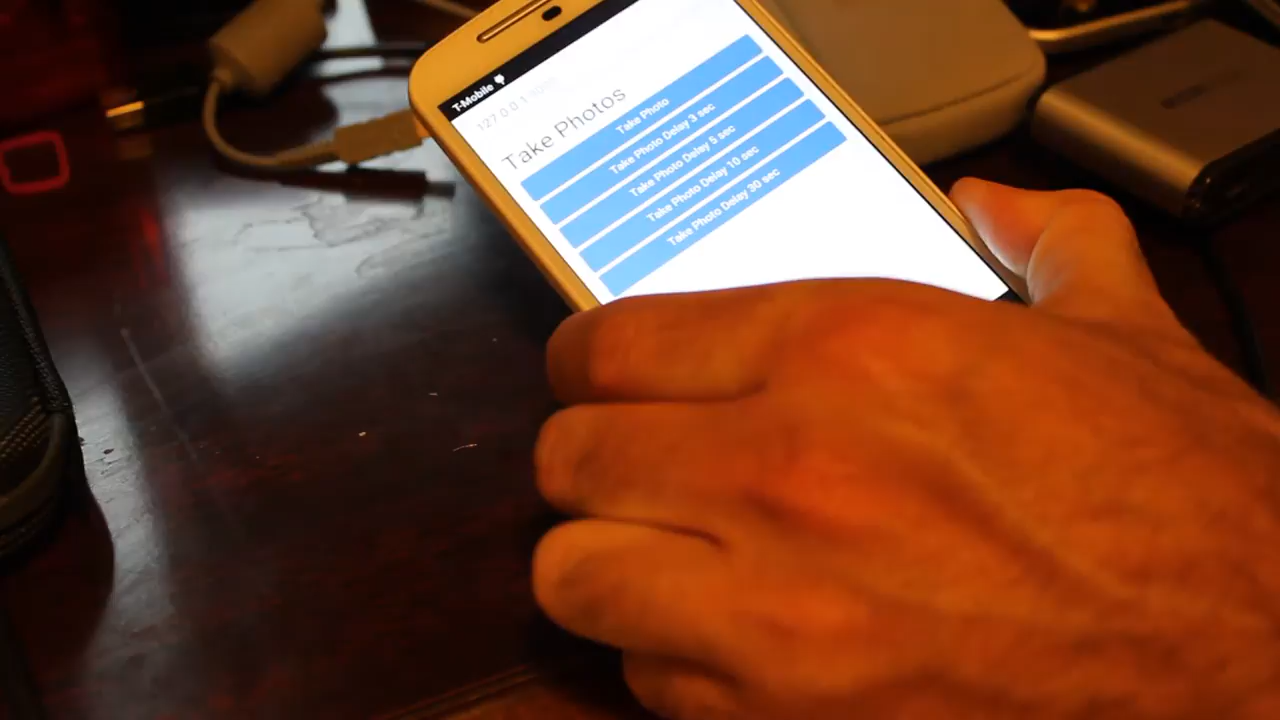 T-Mobile
Take Photos
Take Photo
Take Photo Delay 3 sec
Take Photo Delay 5 sec
Take Photo Delay 10 sec
Take Photo Delay 30 sec